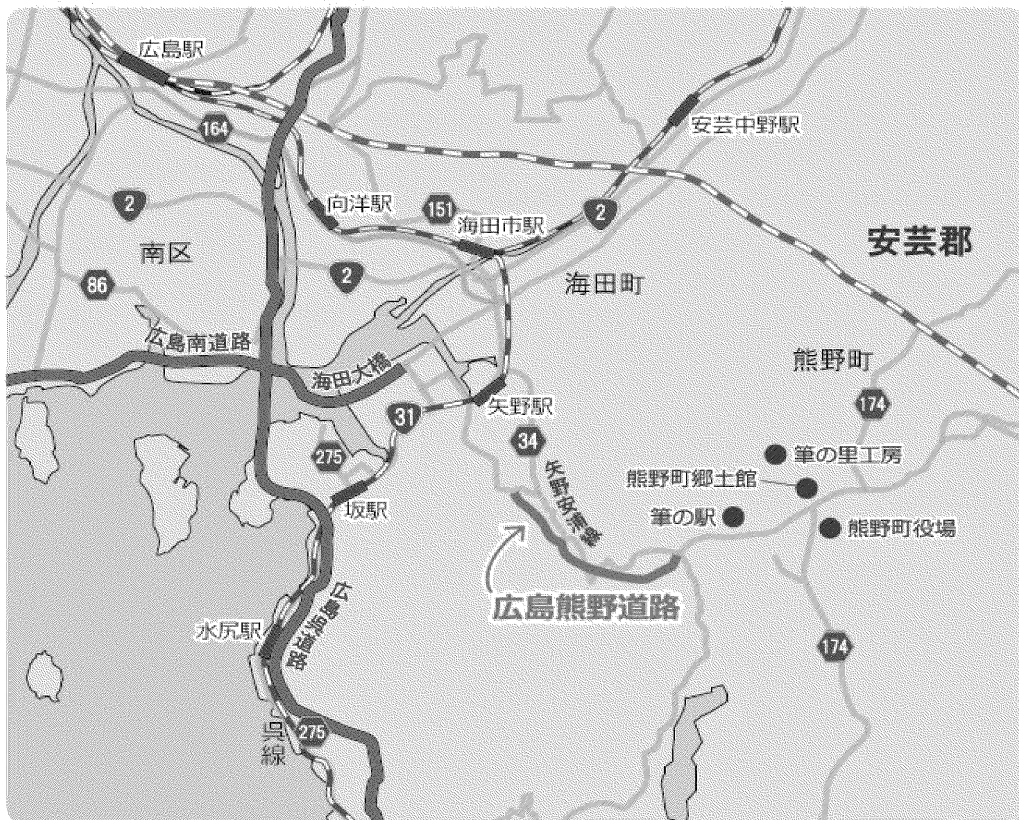 広島駅
安芸中野駅
164
向洋駅
151
2
2
海田市駅
安芸郡
南区
2
海田町
86
広島南道路
海田大橋
熊野町
31
矢野駅
174
34
275
筆の里工房
熊野町郷土館
矢野安浦線
坂駅
筆の駅
熊野町役場
広島熊野道路
広島呉道路
水尻駅
174
呉線
275